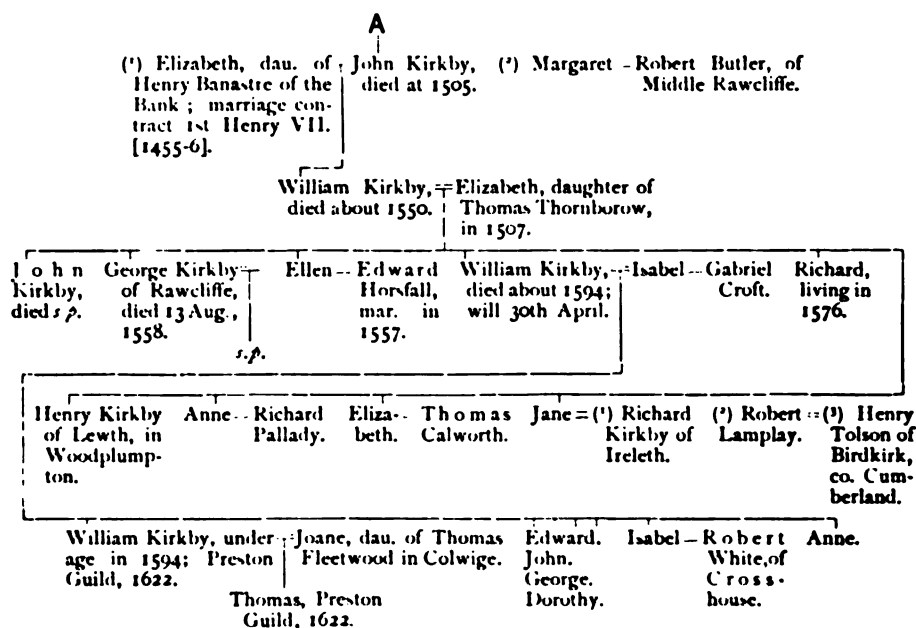 A
(¹) Elizabeth, dau. of
Henry Banastre of the
Bank ; marriage con-
tract 1st Henry VII.
[1455-6].
John Kirkby,
died at 1505.
(²) Margaret – Robert Butler, of
Middle Rawcliffe.
William Kirkby,
died about 1550.
Elizabeth, daughter of
Thomas Thornborow,
in 1507.
John
Kirkby,
died s.p.
George Kirkby
of Rawcliffe,
died 13 Aug.,
1558.
s.p.
Ellen – Edward
Horsfall,
mar. in
1557.
William Kirkby,
died about 1594;
will 30th April.
Isabel – Gabriel
Croft.
Richard,
living in
1576.
Henry Kirkby
of Lewth, in
Woodplump-
ton.
Anne – Richard
Pallady.
Eliza-
beth.
Thomas
Calworth.
Jane = (¹) Richard
Kirkby of
Ireleth.
(²) Robert
Lamplay.
= (³) Henry
Tolson of
Birdkirk,
co. Cum-
berland.
William Kirkby, under
age in 1594; Preston
Guild, 1622.
Joane, dau. of Thomas
Fleetwood in Colwige.
Thomas, Preston
Guild, 1622.
Edward.
John.
George.
Dorothy.
Isabel – Robert
White, of
Cross-
house.
Anne.